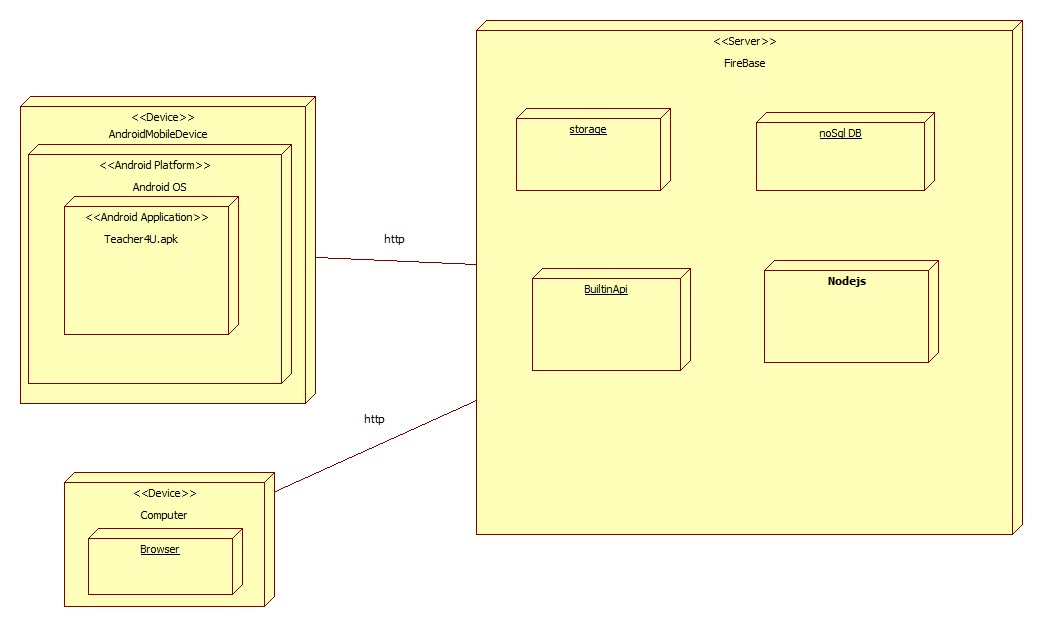 <<Server>>
FireBase
storage
noSql DB
<<Device>>
AndroidMobileDevice
<<Android Platform>>
Android OS
<<Android Application>>
Teacher4U.apk
http
BuiltinApi
Nodejs
http
<<Device>>
Computer
Browser